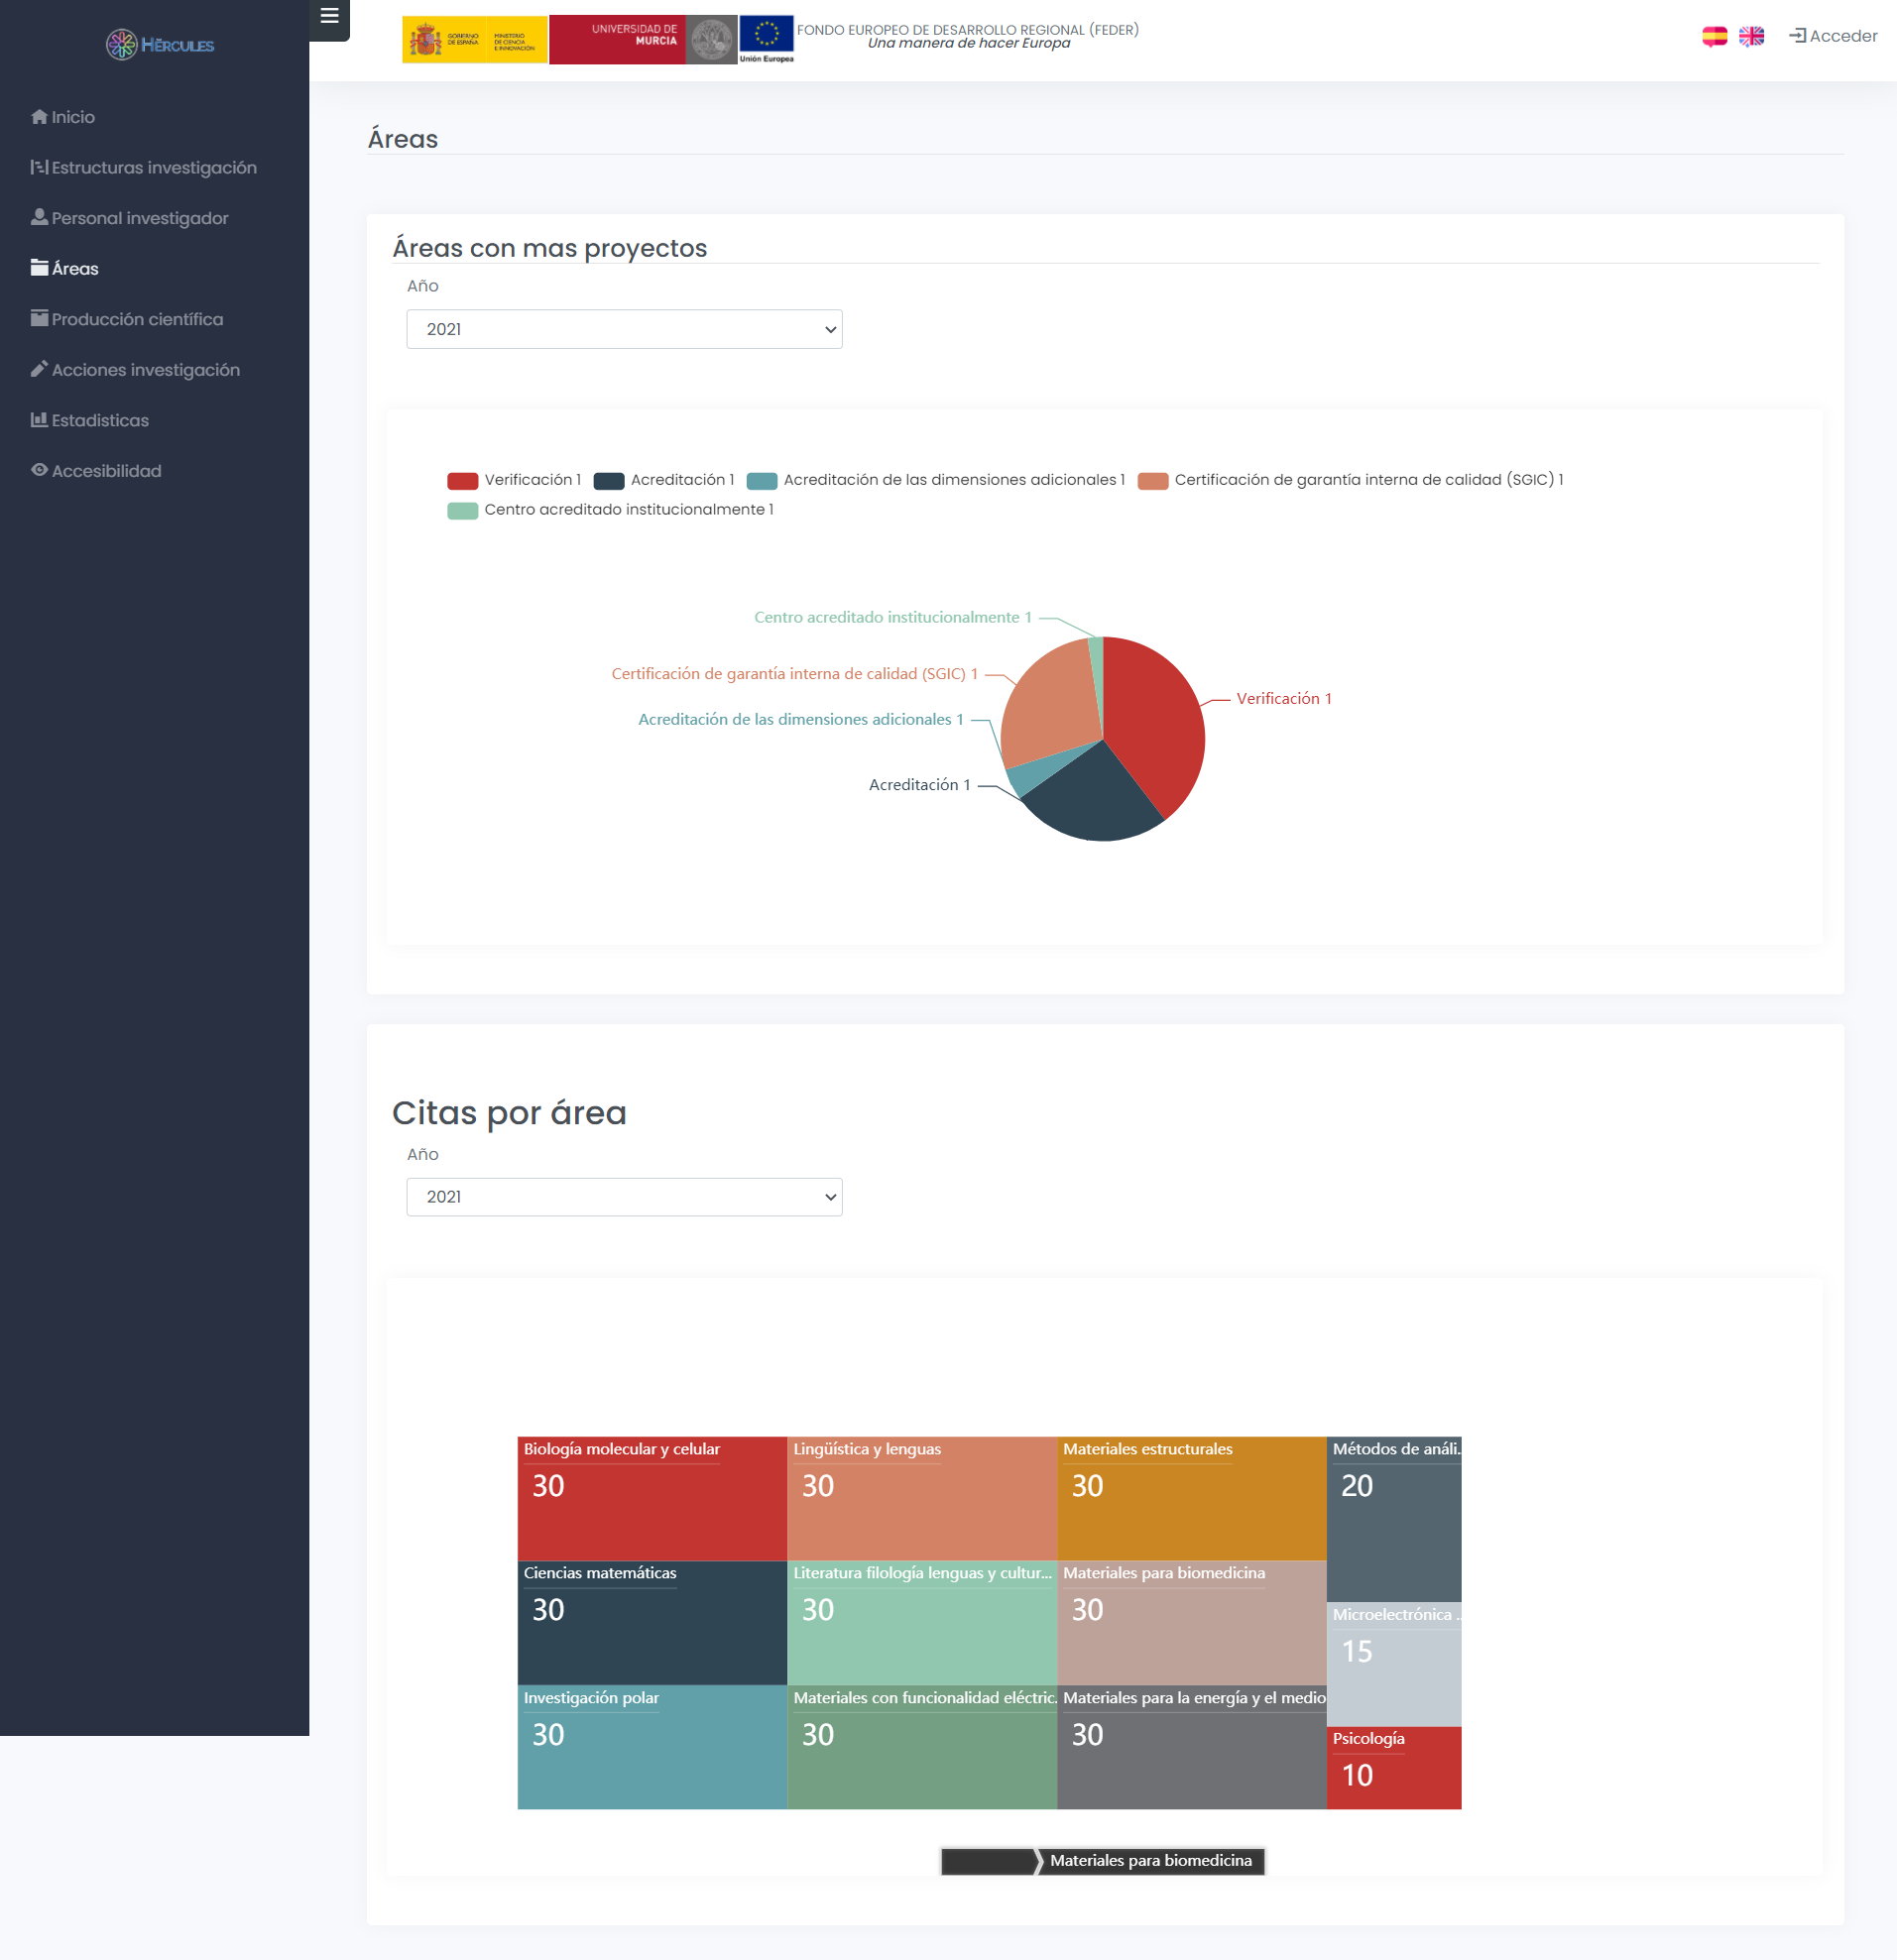 HĒRCULES
Inicio
Estructuras investigación
Personal investigador
Áreas
Producción científica
Acciones investigación
Estadisticas
Accesibilidad
GOBIERNO DE ESPAÑA
MINISTERIO DE CIENCIA E INNOVACIÓN
UNIVERSIDAD DE
MURCIA
Unión Europea
FONDO EUROPEO DE DESARROLLO REGIONAL (FEDER)
Una manera de hacer Europa
Acceder
Áreas
Áreas con mas proyectos
Año
2021
Verificación 1 Acreditación 1 Acreditación de las dimensiones adicionales 1 Certificación de garantía interna de calidad (SGIC) 1
Centro acreditado institucionalmente 1
Centro acreditado institucionalmente 1
Certificación de garantía interna de calidad (SGIC) 1
Verificación 1
Acreditación de las dimensiones adicionales 1
Acreditación 1
Citas por área
Año
2021
Biología molecular y celular
30
Lingüística y lenguas
30
Materiales estructurales
30
Métodos de análi...
20
Ciencias matemáticas
30
Literatura filología lenguas y cultur...
30
Materiales para biomedicina
30
Microelectrónica ...
15
Investigación polar
30
Materiales con funcionalidad eléctric.
30
Materiales para la energía y el medio
30
Psicología
10
Materiales para biomedicina